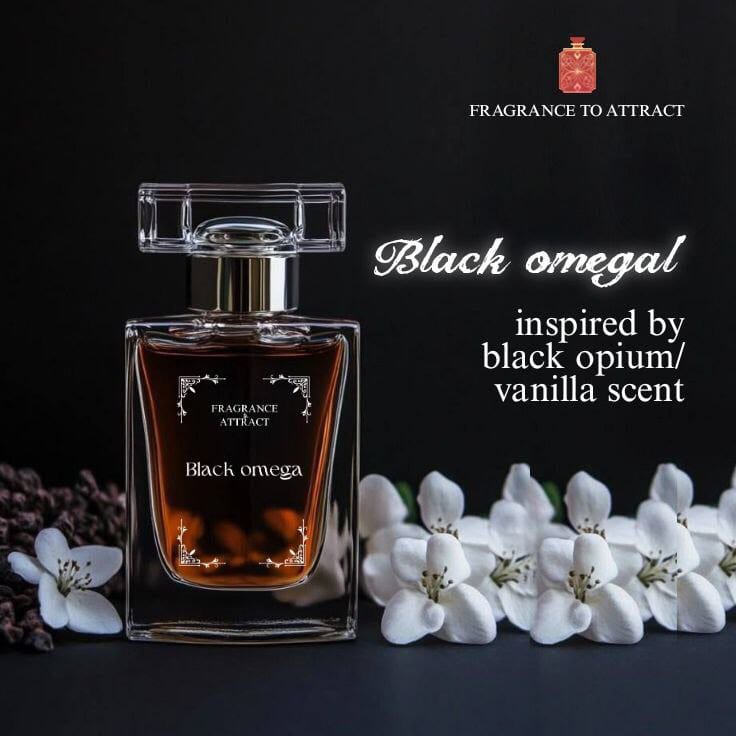 FRAGRANCE TO ATTRACT
Black omegal
inspired by
black opium/
vanilla scent
FRAGRANCE
&
ATTRACT
Black omega